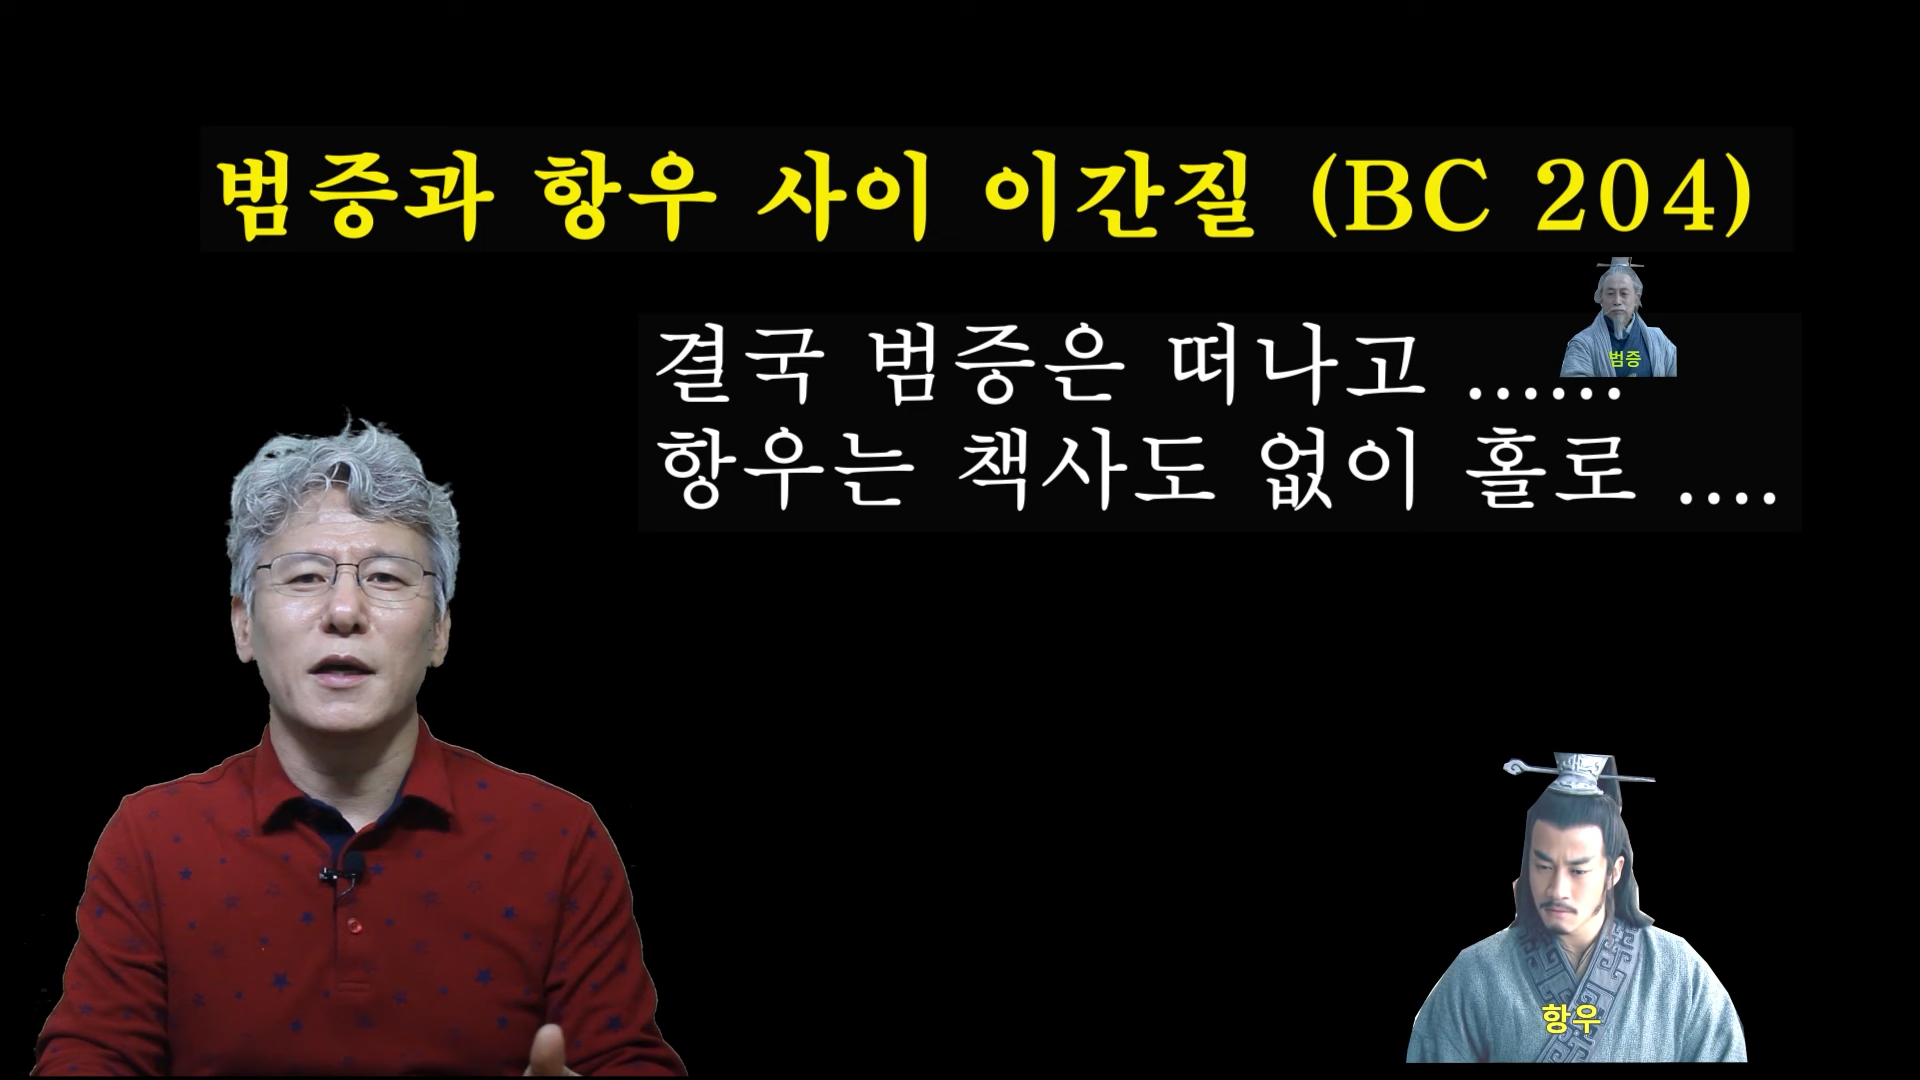 범증과 항우 사이 이간질 (BC 204)
범증
결국 범증은 떠나고 ......
항우는 책사도 없이 홀로 ....
항우